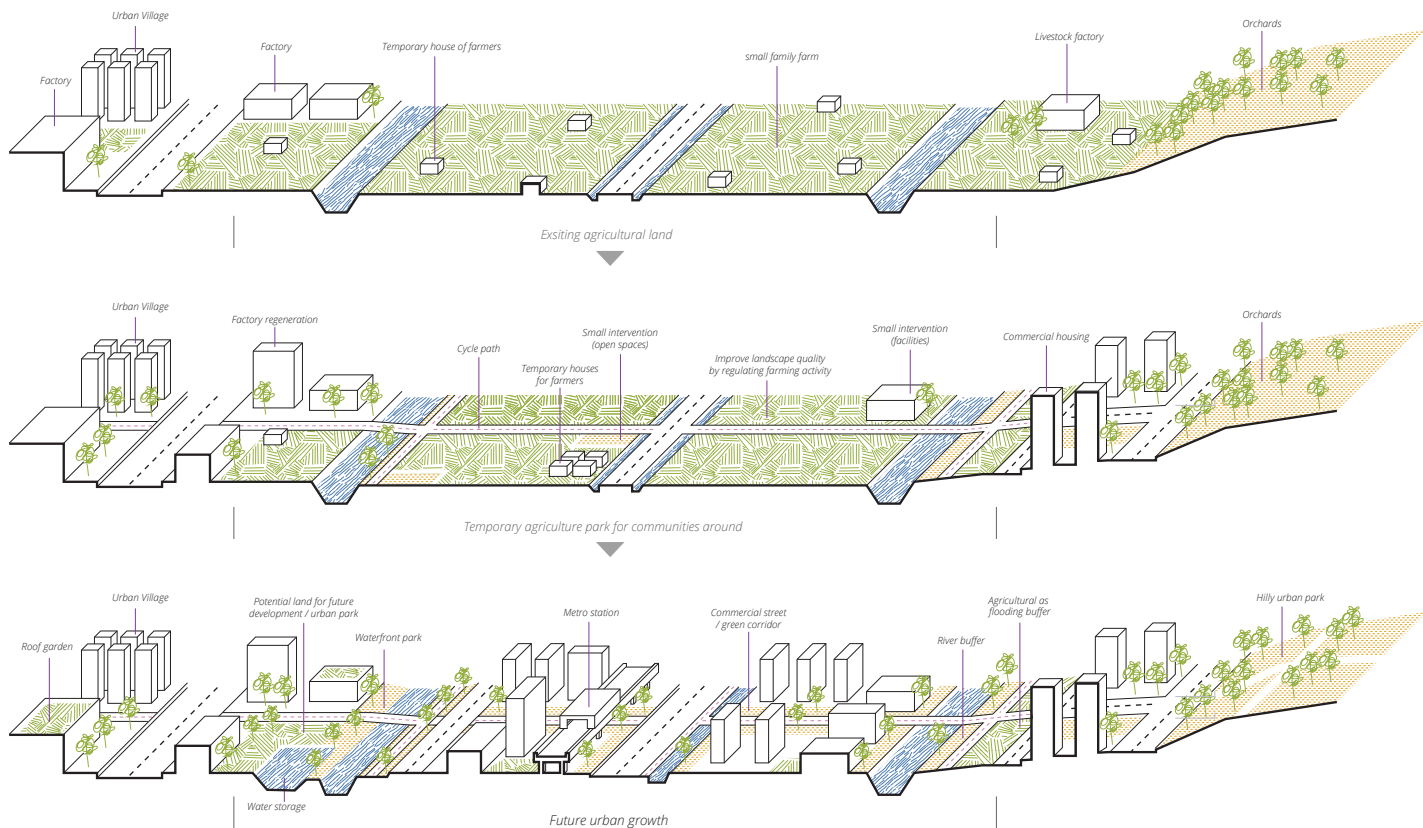 Urban Village
Factory
Factory
Temporary house of farmers
small family farm
Livestock factory
Orchards
Exsiting agricultural land
Urban Village
Factory regeneration
Cycle path
Temporary houses
for farmers
Small intervention
(open spaces)
Improve landscape quality
by regulating farming activity
Small intervention
(facilities)
Commercial housing
Orchards
Temporary agriculture park for communities around
Roof garden
Urban Village
Potential land for future
development / urban park
Waterfront park
Metro station
Commercial street
/ green corridor
River buffer
Agricultural as
flooding buffer
Hilly urban park
Water storage
Future urban growth